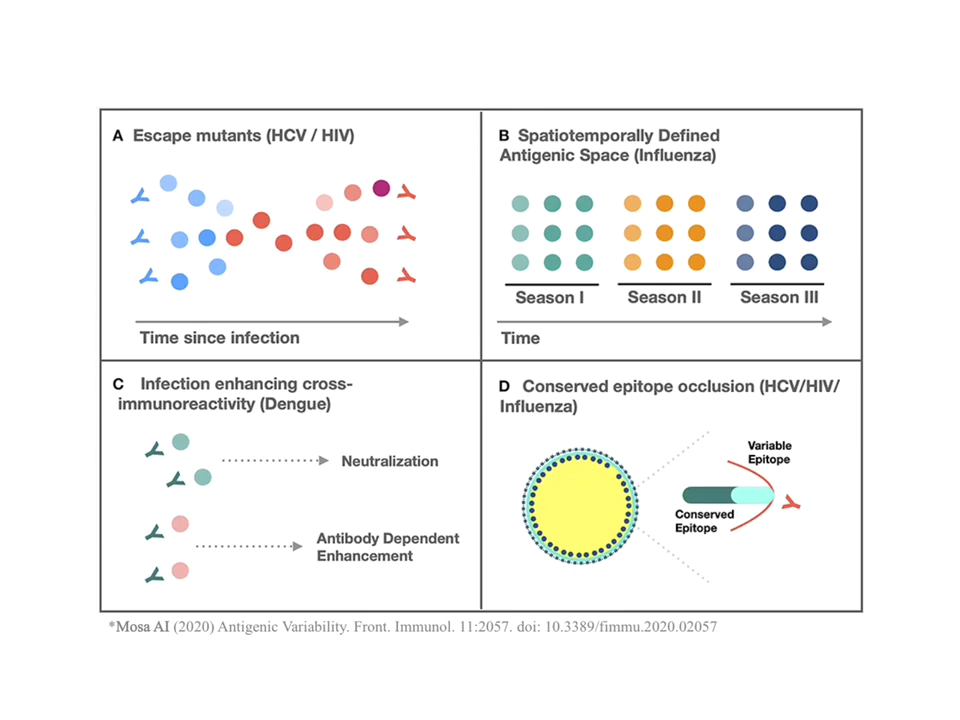 A Escape mutants (HCV / HIV)
Time since infection
B Spatiotemporally Defined
Antigenic Space (Influenza)
Season I
Season II
Season III
Time
C Infection enhancing cross-
immunoreactivity (Dengue)
Neutralization
Antibody Dependent
Enhancement
D Conserved epitope occlusion (HCV/HIV/
Influenza)
Variable
Epitope
Conserved
Epitope
*Mosa AI (2020) Antigenic Variability. Front. Immunol. 11:2057. doi: 10.3389/fimmu.2020.02057